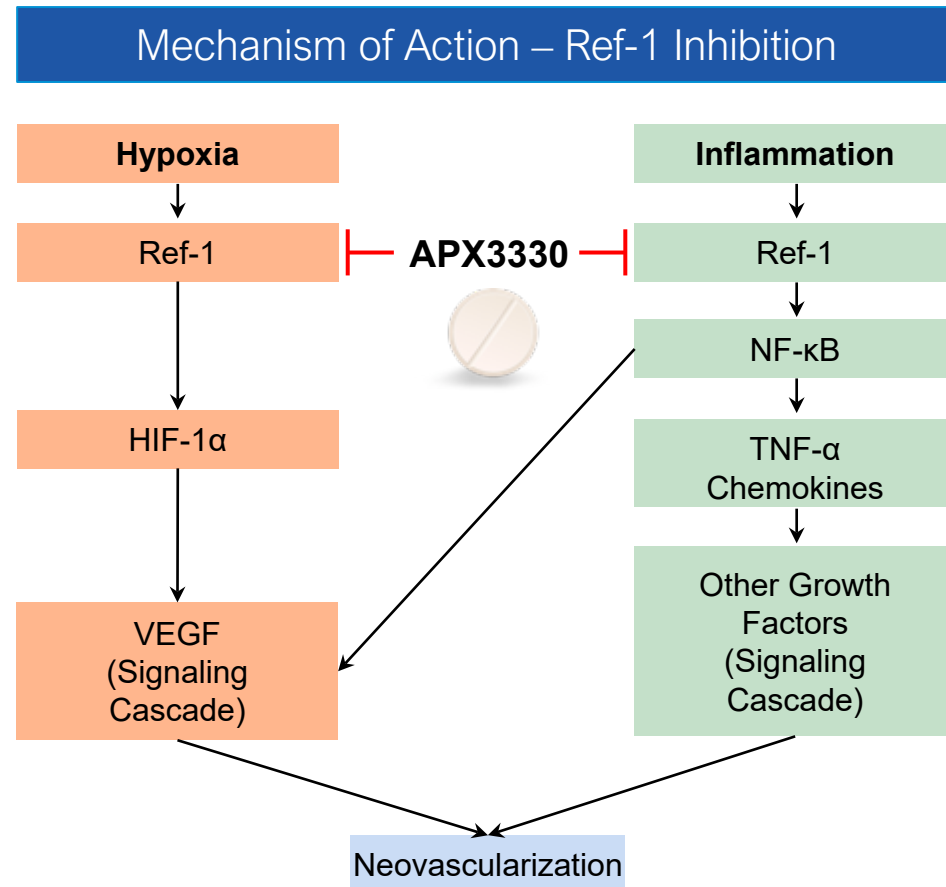 Mechanism of Action – Ref-1 Inhibition
Hypoxia
Inflammation
Ref-1
APX3330
Ref-1
NF-κB
HIF-1α
TNF-α
Chemokines
VEGF
(Signaling
Cascade)
Other Growth
Factors
(Signaling
Cascade)
Neovascularization